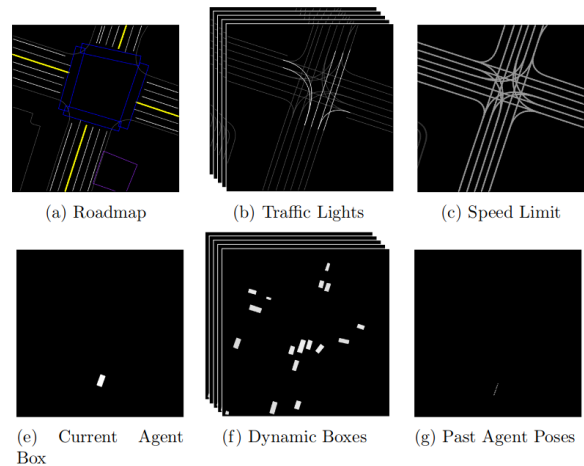 (a) Roadmap
(b) Traffic Lights
(c) Speed Limit
(e) Current Agent
Box
(f) Dynamic Boxes
(g) Past Agent Poses